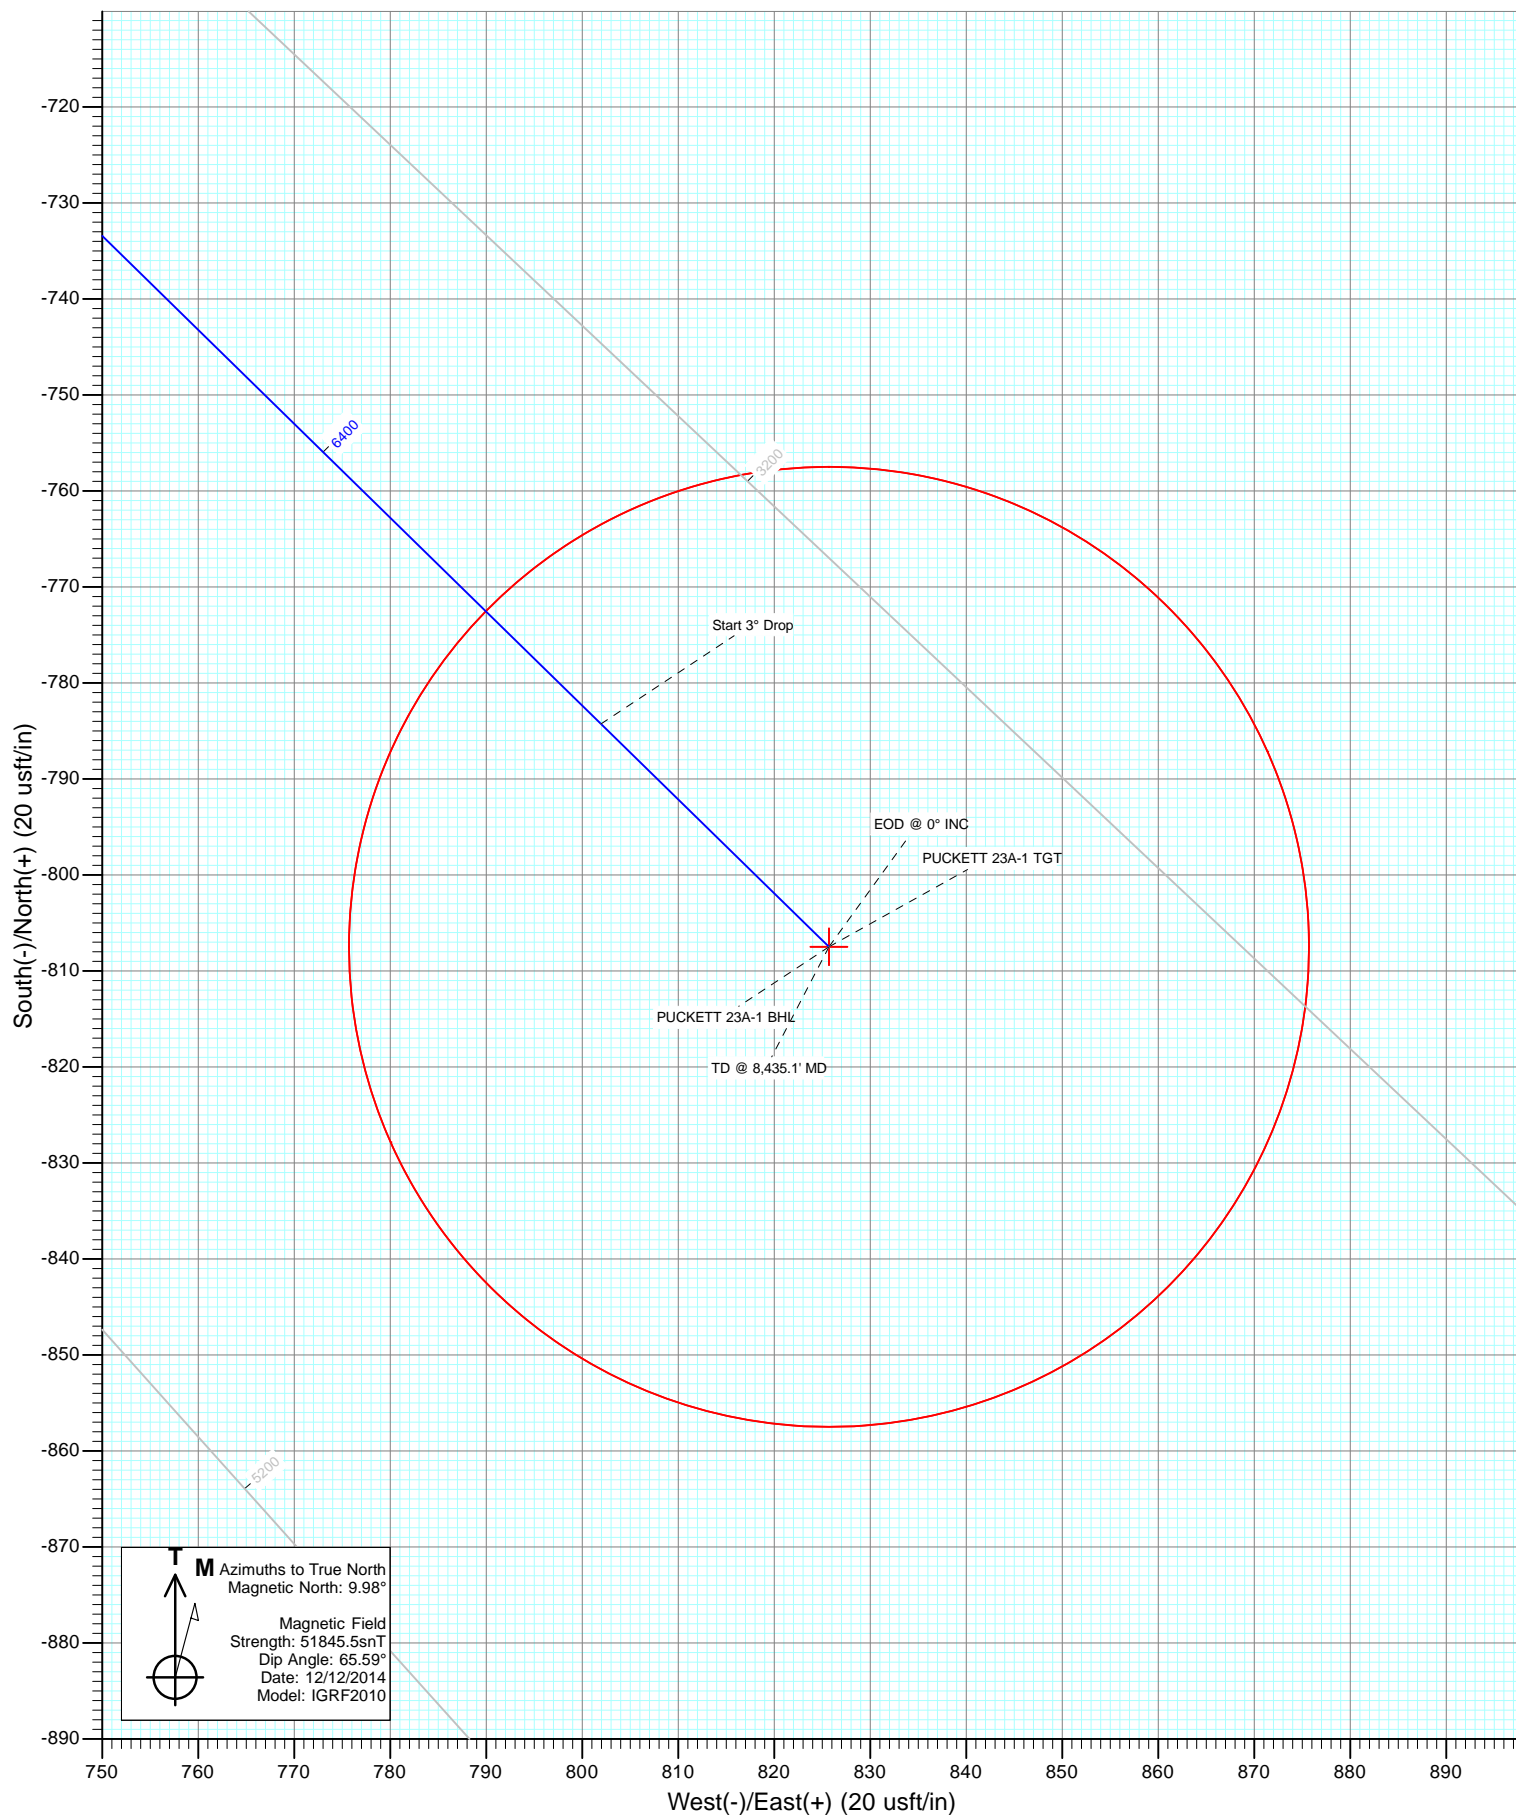 -720
-730
-740
-750
-760
-770
-780
-790
-800
-810
-820
-830
-840
-850
-860
-870
-880
-890
South(-)/North(+) (20 usft/in)
6400
3200
Start 3° Drop
EOD @ 0° INC
PUCKETT 23A-1 TGT
PUCKETT 23A-1 BHL
TD @ 8,435.1' MD
5200
T
M
Azimuths to True North
Magnetic North: 9.98°
Magnetic Field
Strength: 51845.5snT
Dip Angle: 65.59°
Date: 12/12/2014
Model: IGRF2010
750 760 770 780 790 800 810 820 830 840 850 860 870 880 890
West(-)/East(+) (20 usft/in)